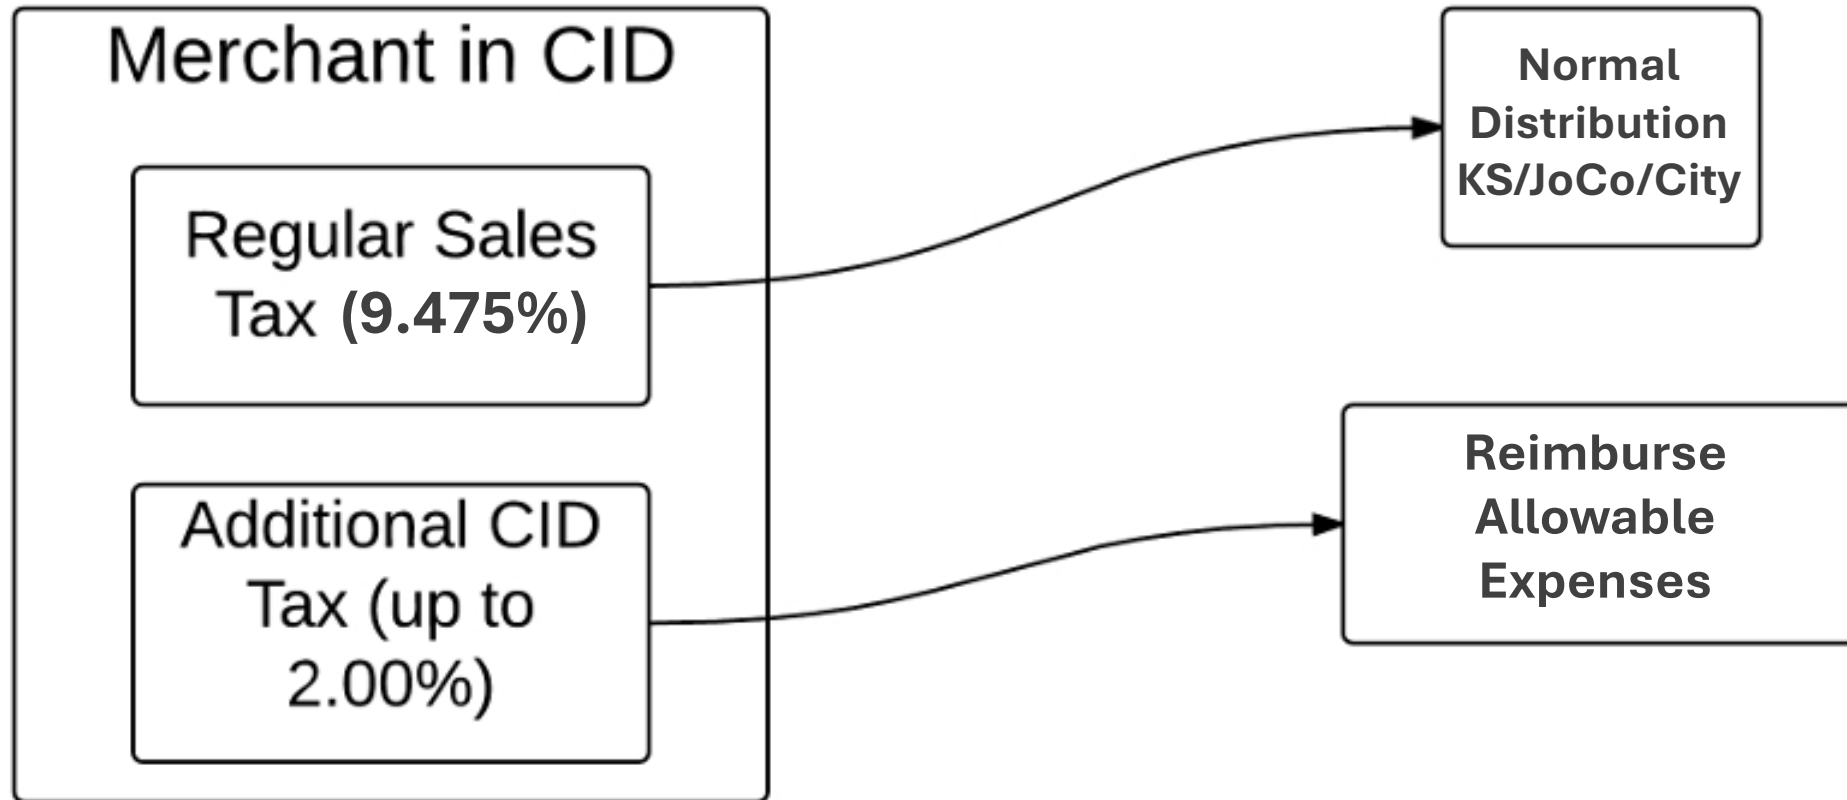 Merchant in CID
Regular Sales
Tax (9.475%)
Additional CID
Tax (up to
2.00%)
Normal
Distribution
KS/JoCo/City
Reimburse
Allowable
Expenses